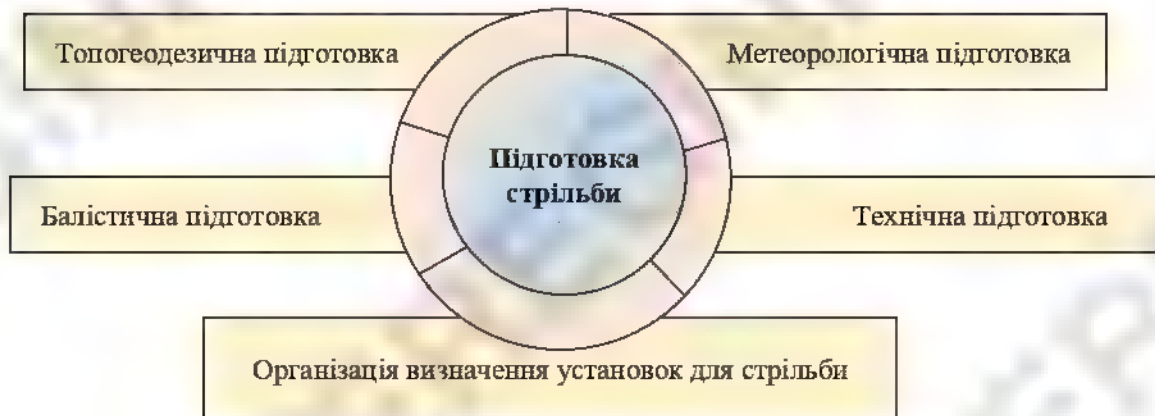 Топогеодезична підготовка
Метеорологічна підготовка
Підготовка
стрільби
Балістична підготовка
Технічна підготовка
Організація визначення установок для стрільби